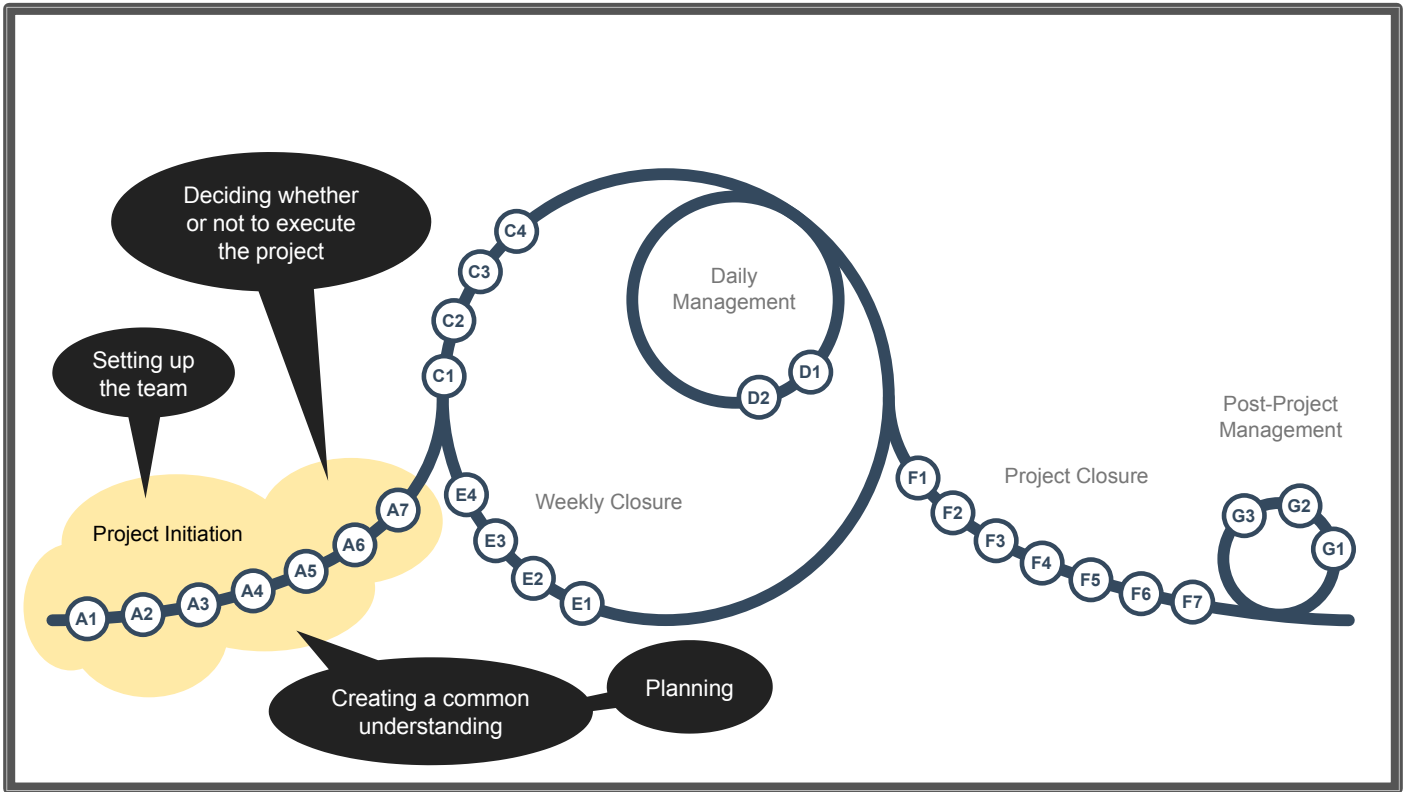 Deciding whether
or not to execute
the project
Setting up
the team
Project Initiation
A1
A2
A3
A4
A5
A6
A7
C1
C2
C3
C4
Daily
Management
D1
D2
Weekly Closure
E1
E2
E3
E4
Creating a common
understanding
Planning
Project Closure
F1
F2
F3
F4
F5
F6
F7
Post-Project
Management
G1
G2
G3